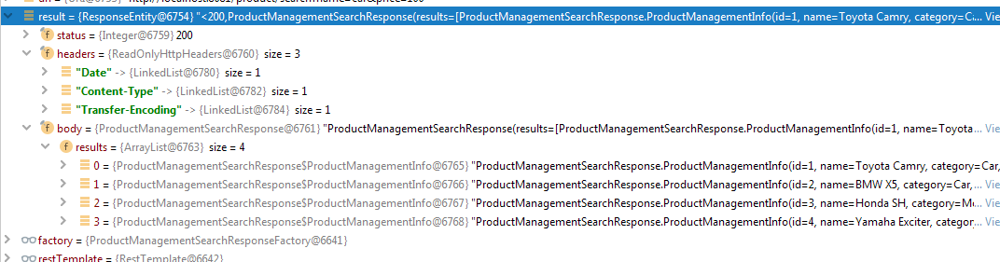 result = {ResponseEntity@6754} "<200,ProductManagementSearchResponse(results=[ProductManagementSearchResponse.ProductManagementInfo(id=1, name=Toyota Camry, category=C... Vie
status = {Integer@6759} 200
headers = {ReadOnlyHttpHeaders@6760} size = 3
"Date" -> {LinkedList@6780} size = 1
"Content-Type" -> {LinkedList@6782} size = 1
"Transfer-Encoding" -> {LinkedList@6784} size = 1
body = {ProductManagementSearchResponse@6761} "ProductManagementSearchResponse(results=[ProductManagementSearchResponse.ProductManagementInfo(id=1, name=Toyota... Vie
results = {ArrayList@6763} size = 4
0 = {ProductManagementSearchResponse$ProductManagementInfo@6765} "ProductManagementSearchResponse.ProductManagementInfo(id=1, name=Toyota Camry, category=Car,... Vie
1 = {ProductManagementSearchResponse$ProductManagementInfo@6766} "ProductManagementSearchResponse.ProductManagementInfo(id=2, name=BMW X5, category=Car,... Vie
2 = {ProductManagementSearchResponse$ProductManagementInfo@6767} "ProductManagementSearchResponse.ProductManagementInfo(id=3, name=Honda SH, category=M... Vie
3 = {ProductManagementSearchResponse$ProductManagementInfo@6768} "ProductManagementSearchResponse.ProductManagementInfo(id=4, name=Yamaha Exciter, categor... Vie
factory = {ProductManagementSearchResponseFactory@6641}
restTemplate = {RestTemplate@6642}